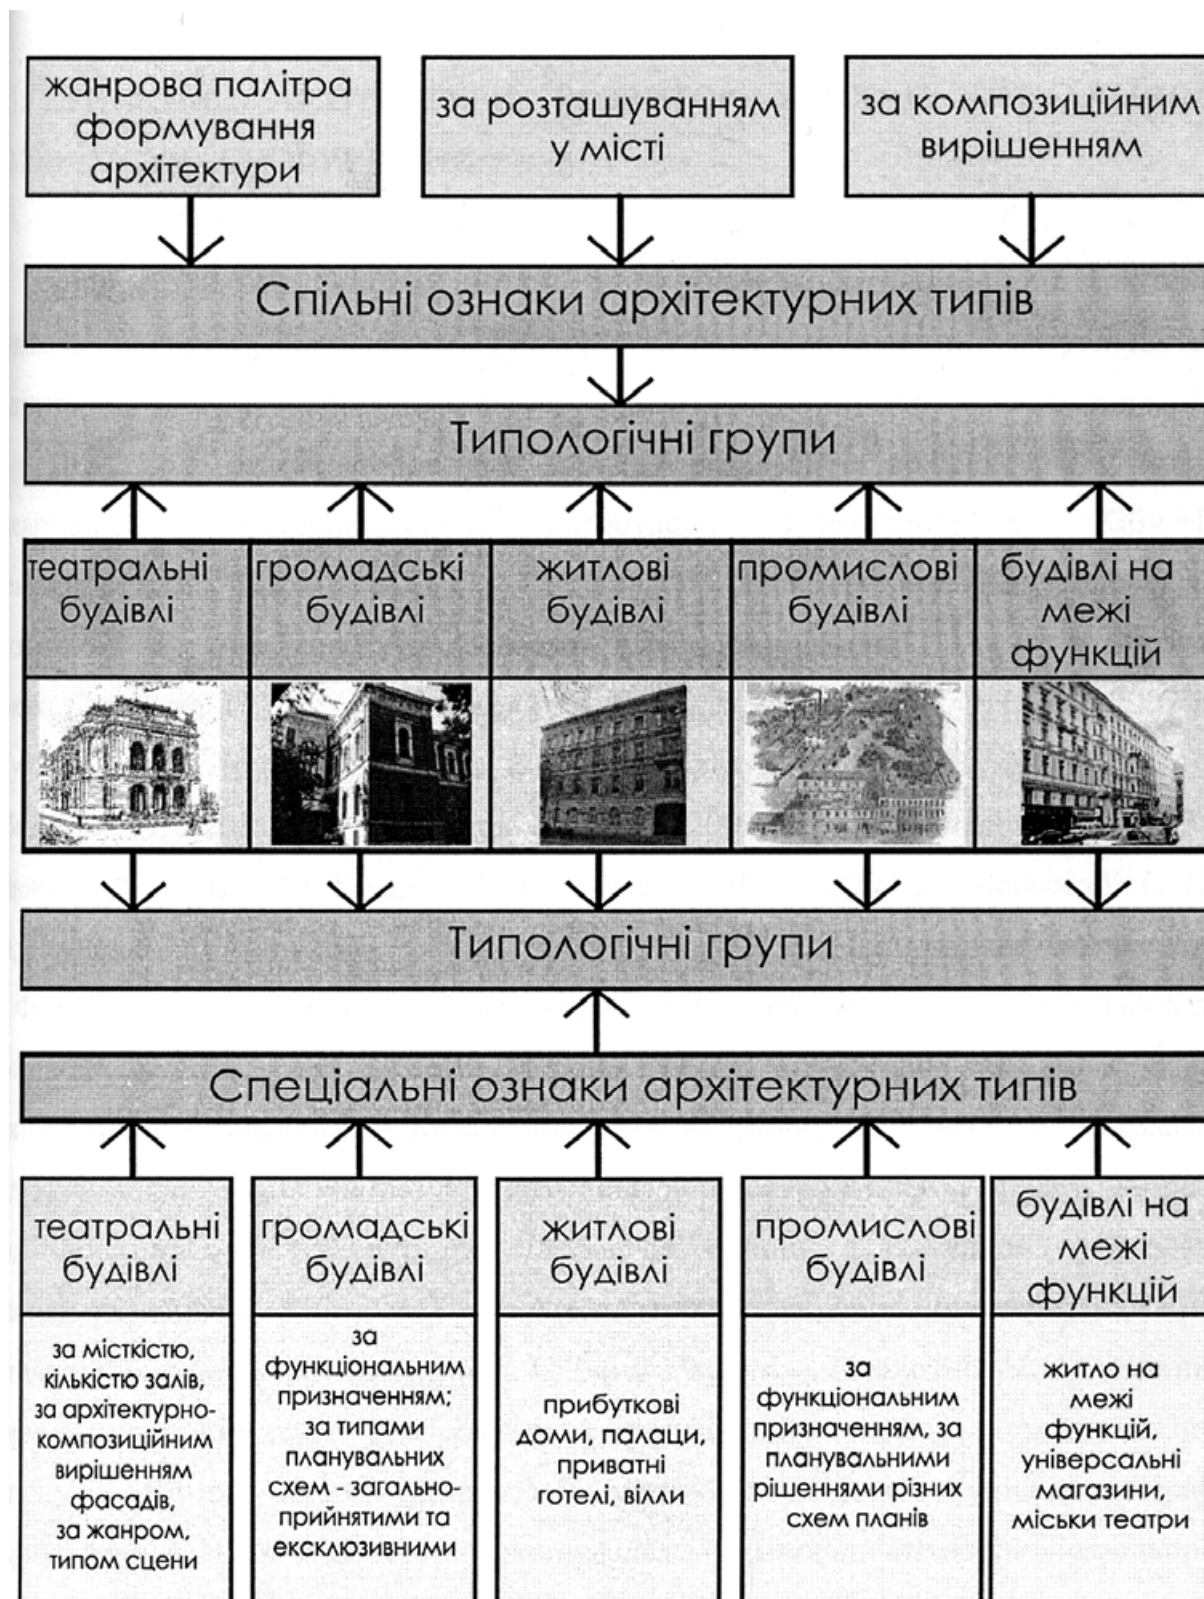 жанрова палітра
формування
архітектури
за розташуванням
у місті
за композиційним
вирішенням
Спільні ознаки архітектурних типів
Типологічні групи
театральні
будівлі
громадські
будівлі
житлові
будівлі
промислові
будівлі
будівлі на
межі
функцій
Типологічні групи
Спеціальні ознаки архітектурних типів
театральні
будівлі
громадські
будівлі
житлові
будівлі
промислові
будівлі
будівлі на
межі
функцій
за місткістю,
кількістю залів,
за архітектурно-
композиційним
вирішенням
фасадів,
за жанром,
типом сцени
за
функціональним
призначенням;
за типами
планувальних
схем - загально-
прийнятими та
ексклюзивними
прибуткові
доми, палаци,
приватні
готелі, вілли
за
функціональним
призначенням, за
планувальними
рішеннями різних
схем планів
житло на
межі
функцій,
універсальні
магазини,
міськи театри